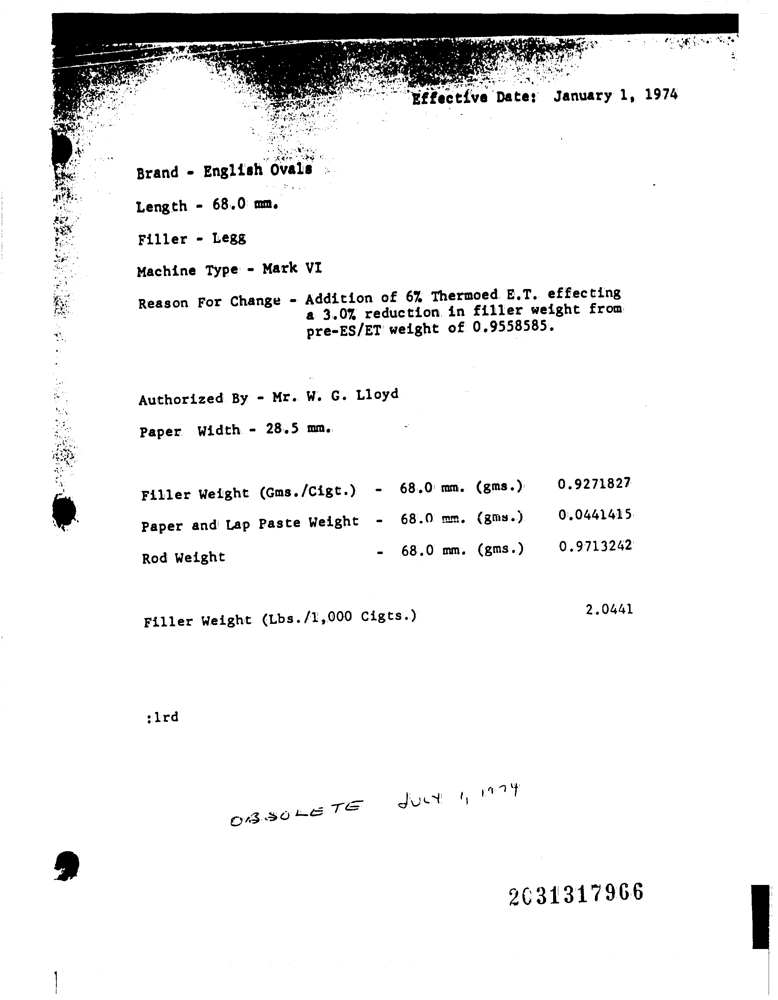 Effective Date: January 1, 1974
Brand - English Ovals
Length - 68.0 mm.
Filler - Legg
Machine Type - Mark VI
Reason For Change - Addition of 6% Thermoed E.T. effecting
a 3.0% reduction in filler weight from
pre-ES/ET weight of 0.9558585.
Authorized By - Mr. W. G. Lloyd
Paper Width - 28.5 mm.
Filler Weight (Gms./Cigt.) - 68.0 mm. (gms.) 0.9271827
Paper and Lap Paste Weight - 68.0 mm. (gms.) 0.0441415
Rod Weight - 68.0 mm. (gms.) 0.9713242
Filler Weight (Lbs./1,000 Cigts.) 2.0441
:lrd
OBSOLETE JULY 1, 1974
2031317966